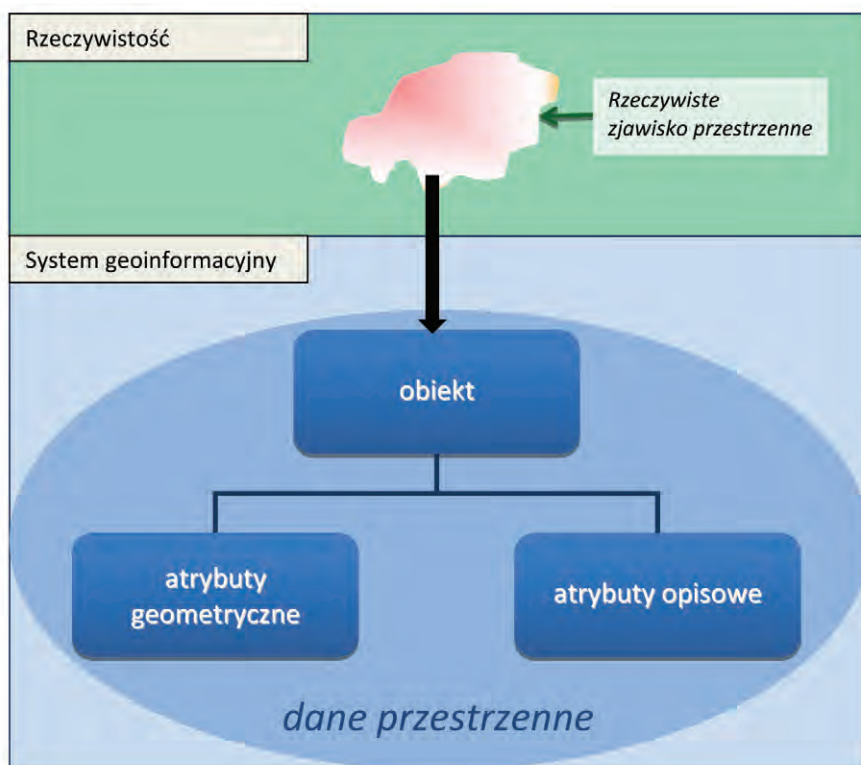 Rzeczywistość
Rzeczywiste
zjawisko przestrzenne
System geoinformacyjny
obiekt
atrybuty
geometryczne
atrybuty opisowe
dane przestrzenne